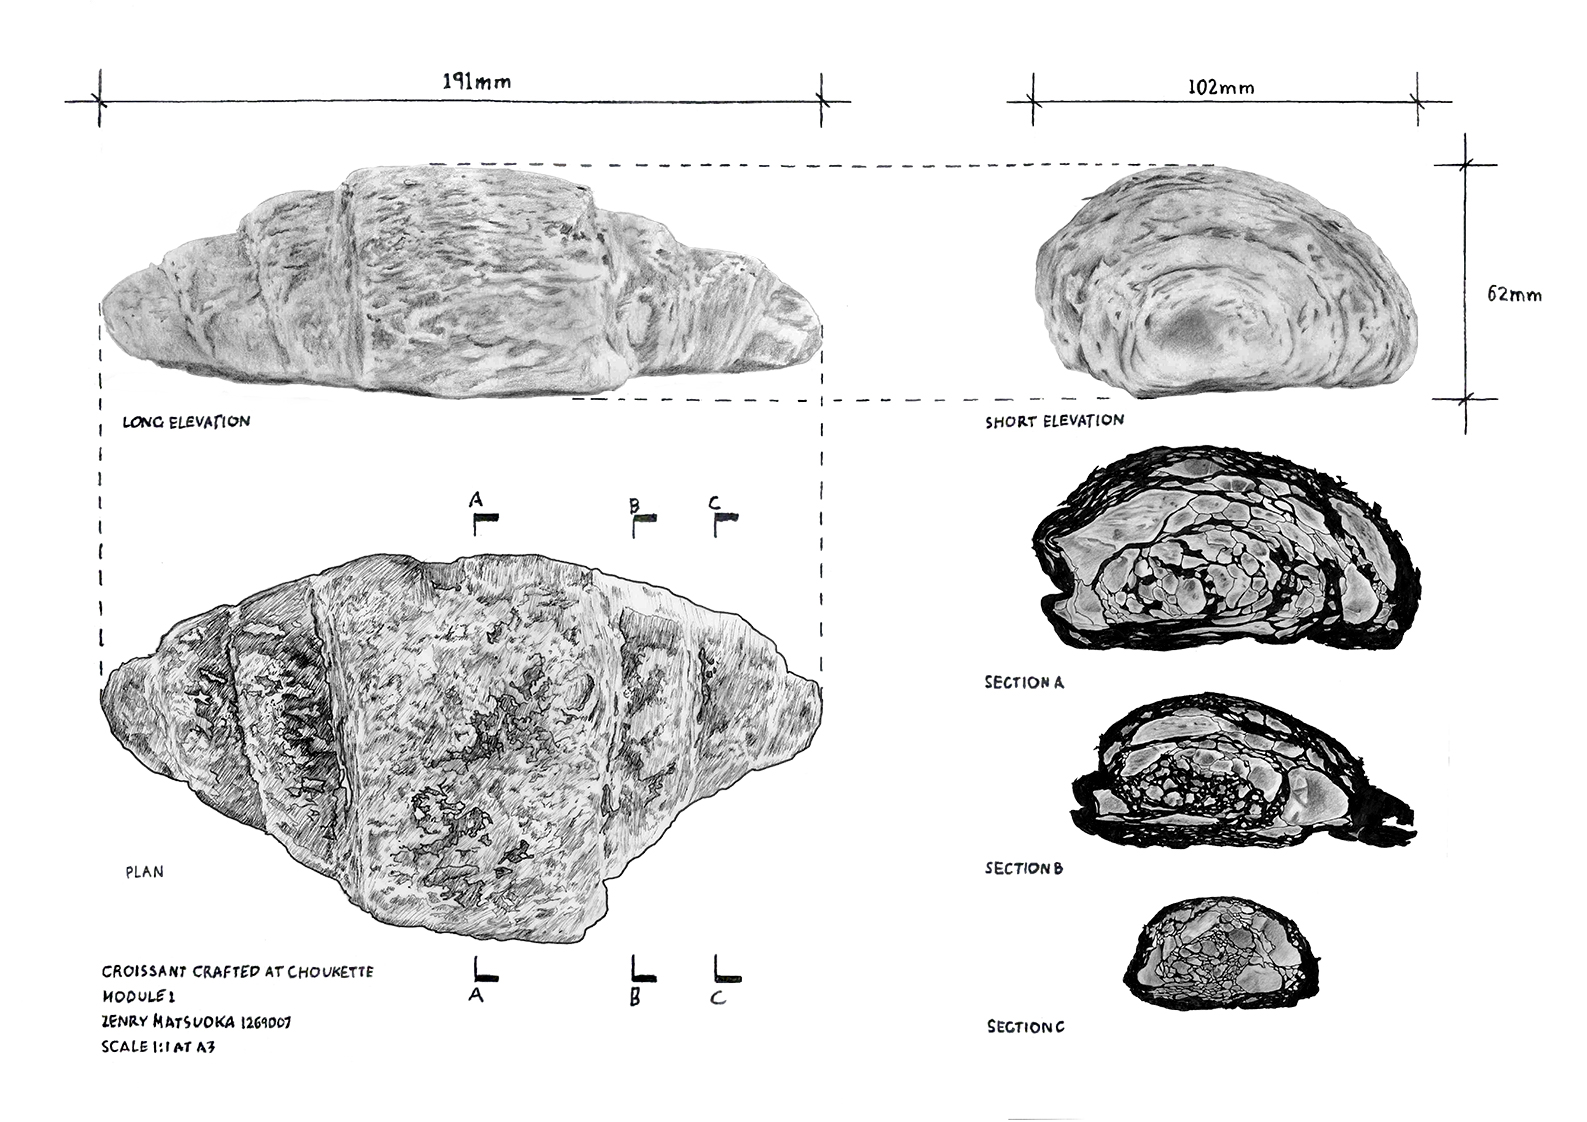 191mm
102mm
62mm
LONG ELEVATION
SHORT ELEVATION
A
B
C
SECTION A
SECTION B
PLAN
CROISSANT CRAFTED AT CHOUKETTE
MODULE 1
ZENRY MATSUOKA 1269007
SCALE 1:1 AT A3
A
B
C
SECTION C